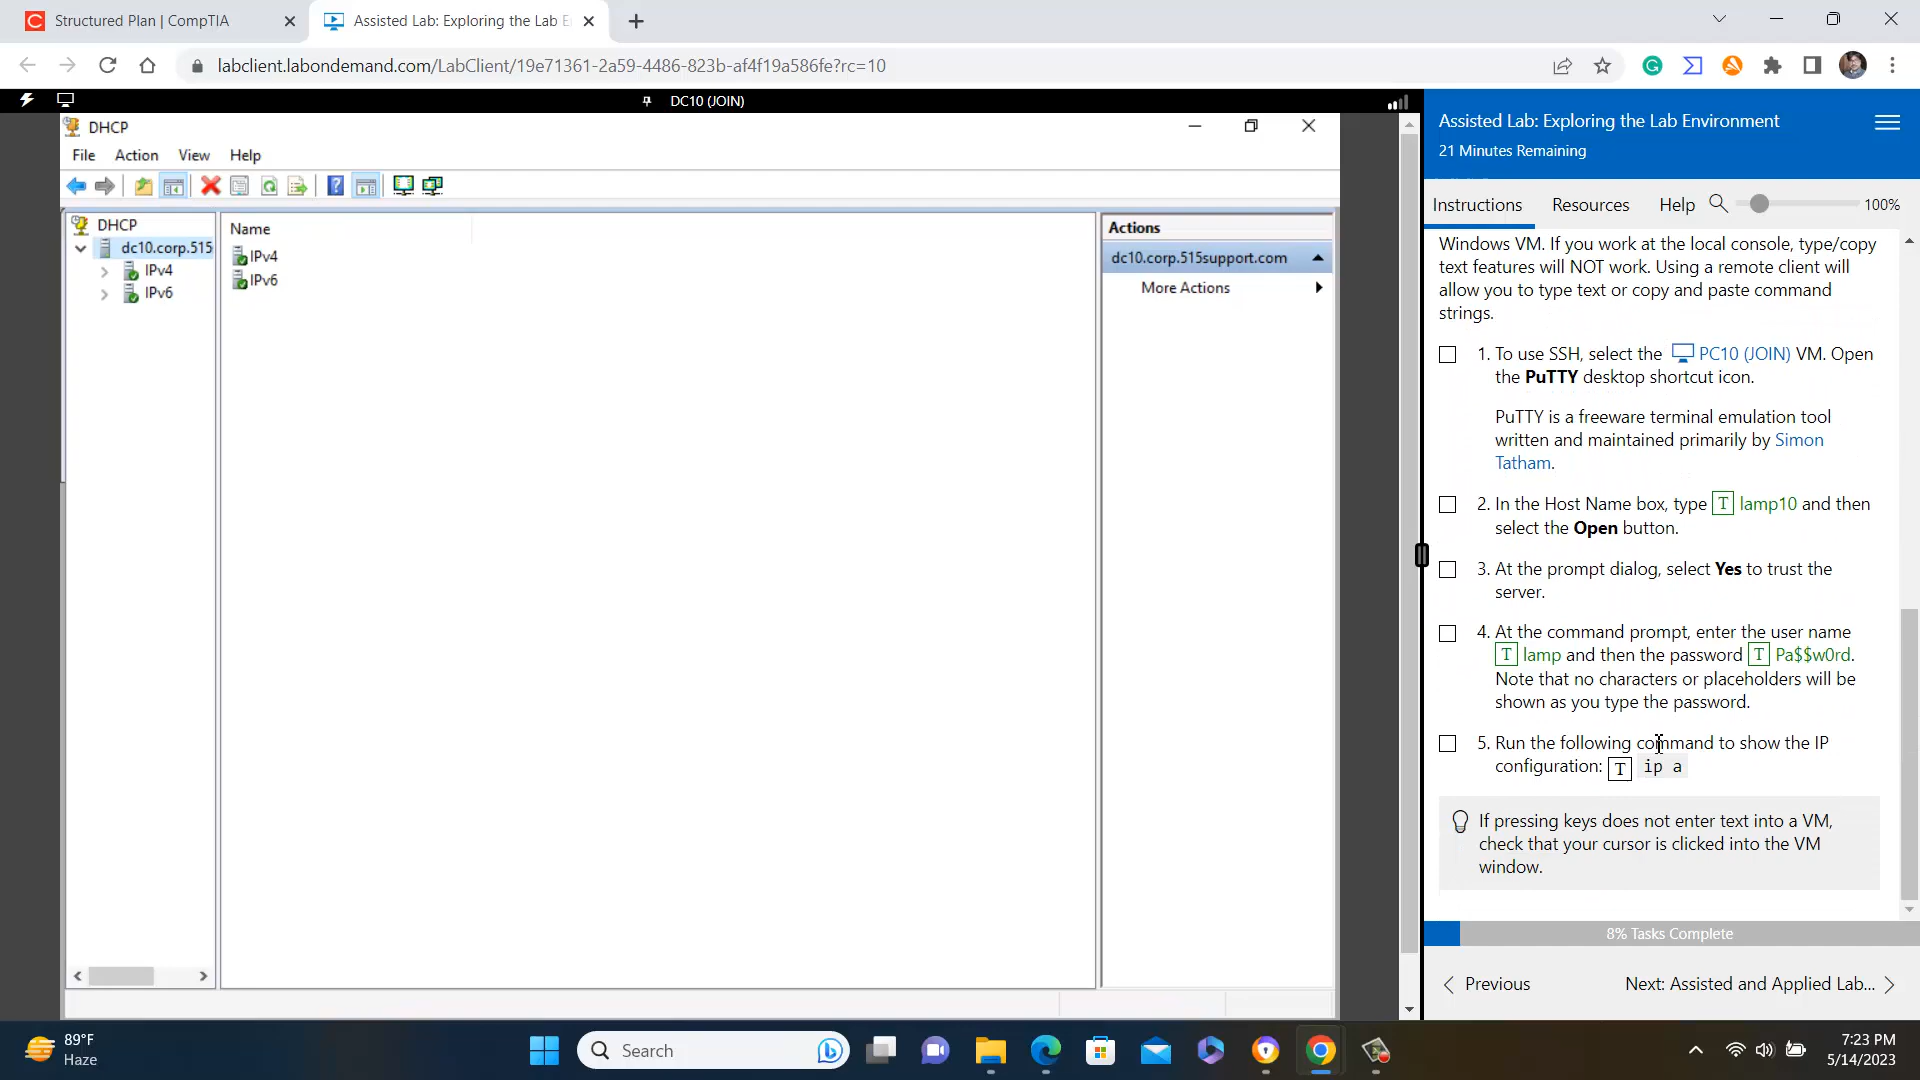 Structured Plan | CompTIA
Assisted Lab: Exploring the Lab E
labclient.labondemand.com/LabClient/19e71361-2a59-4486-823b-af4f19a586fe?rc=10
DC10 (JOIN)
DHCP
File Action View Help
DHCP
dc10.corp.515
IPv4
IPv6
Name
IPv4
IPv6
Actions
dc10.corp.515support.com
More Actions
Assisted Lab: Exploring the Lab Environment
21 Minutes Remaining
Instructions Resources Help 100%
Windows VM. If you work at the local console, type/copy
text features will NOT work. Using a remote client will
allow you to type text or copy and paste command
strings.
1. To use SSH, select the PC10 (JOIN) VM. Open
the PuTTY desktop shortcut icon.
PuTTY is a freeware terminal emulation tool
written and maintained primarily by Simon
Tatham.
2. In the Host Name box, type T lamp10 and then
select the Open button.
3. At the prompt dialog, select Yes to trust the
server.
4. At the command prompt, enter the user name
T lamp and then the password T Pa$$w0rd.
Note that no characters or placeholders will be
shown as you type the password.
5. Run the following command to show the IP
configuration: T ip a
If pressing keys does not enter text into a VM,
check that your cursor is clicked into the VM
window.
8% Tasks Complete
Previous
Next: Assisted and Applied Lab...
89°F
Haze
Search
7:23 PM
5/14/2023